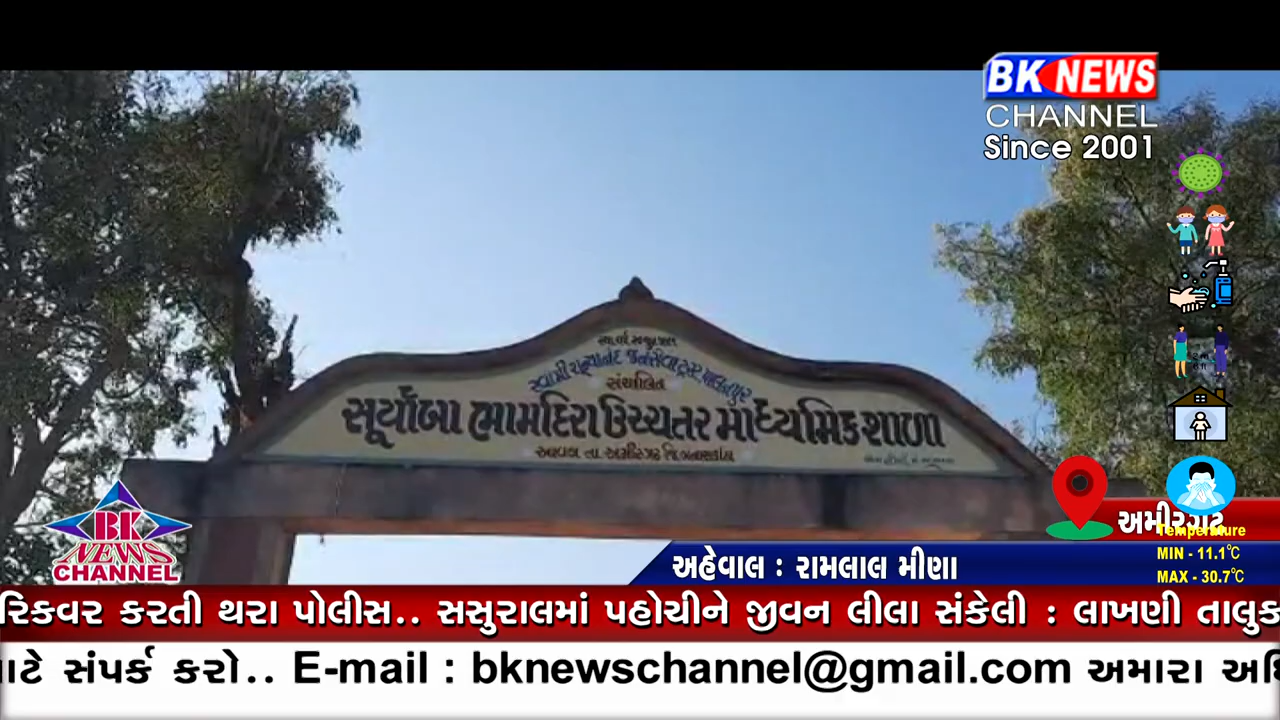 BK NEWS
CHANNEL
Since 2001
સંચાલિત
સૂર્યાબા ભામંદિરા ઉચ્ચતર માધ્યમિક શાળા
અમીરગઢ
Temperature
MIN - 11.1℃
MAX - 30.7℃
BK
NEWS
CHANNEL
અહેવાલ : રામલાલ મીણા
રિકવર કરતી થરા પોલીસ.. સસુરાલમાં પહોચીને જીવન લીલા સંકેલી : લાખણી તાલુક
ાટે સંપર્ક કરો.. E-mail : bknewschannel@gmail.com અમારા અ